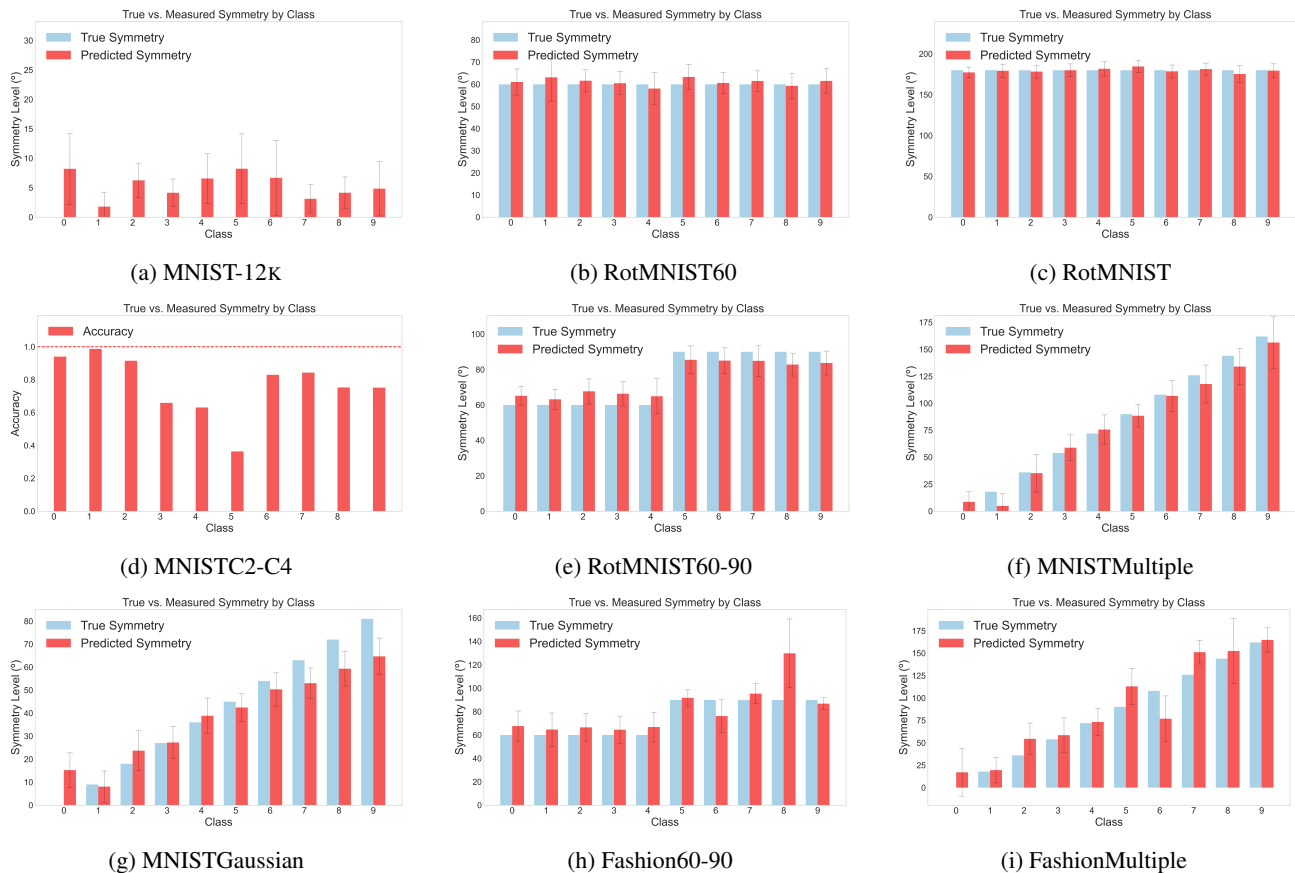 True vs. Measured Symmetry by Class
True Symmetry
Predicted Symmetry
Symmetry Level (º)
30
25
20
15
10
5
0
0 1 2 3 4 5 6 7 8 9
Class
(a) MNIST-12K
True vs. Measured Symmetry by Class
True Symmetry
Predicted Symmetry
Symmetry Level (º)
80
70
60
50
40
30
20
10
0
0 1 2 3 4 5 6 7 8 9
Class
(b) RotMNIST60
True vs. Measured Symmetry by Class
True Symmetry
Predicted Symmetry
Symmetry Level (º)
200
150
100
50
0
0 1 2 3 4 5 6 7 8 9
Class
(c) RotMNIST
True vs. Measured Symmetry by Class
Accuracy
Accuracy
1.0
0.8
0.6
0.4
0.2
0.0
0 1 2 3 4 5 6 7 8
Class
(d) MNISTC2-C4
True vs. Measured Symmetry by Class
True Symmetry
Predicted Symmetry
Symmetry Level (º)
100
80
60
40
20
0
0 1 2 3 4 5 6 7 8 9
Class
(e) RotMNIST60-90
True vs. Measured Symmetry by Class
True Symmetry
Predicted Symmetry
Symmetry Level (º)
175
150
125
100
75
50
25
0
0 1 2 3 4 5 6 7 8 9
Class
(f) MNISTMultiple
True vs. Measured Symmetry by Class
True Symmetry
Predicted Symmetry
Symmetry Level (º)
80
70
60
50
40
30
20
10
0
0 1 2 3 4 5 6 7 8 9
Class
(g) MNISTGaussian
True vs. Measured Symmetry by Class
True Symmetry
Predicted Symmetry
Symmetry Level (º)
160
140
120
100
80
60
40
20
0
0 1 2 3 4 5 6 7 8 9
Class
(h) Fashion60-90
True vs. Measured Symmetry by Class
True Symmetry
Predicted Symmetry
Symmetry Level (º)
175
150
125
100
75
50
25
0
0 1 2 3 4 5 6 7 8 9
Class
(i) FashionMultiple